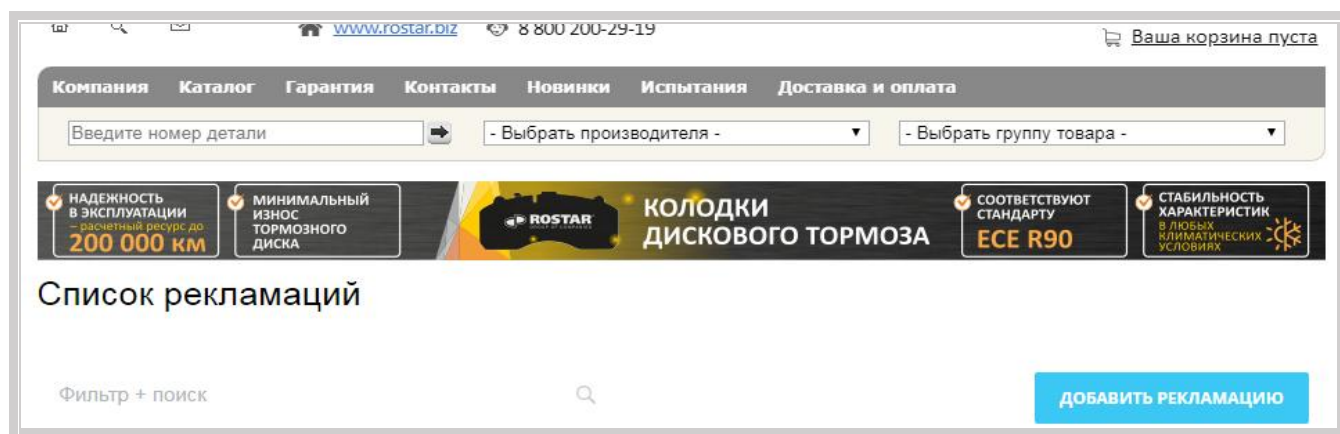 www.rostar.biz 8 800 200-29-19
Ваша корзина пуста
Компания Каталог Гарантия Контакты Новинки Испытания Доставка и оплата
Введите номер детали
- Выбрать производителя -
- Выбрать группу товара -
НАДЕЖНОСТЬ
В ЭКСПЛУАТАЦИИ
– расчетный ресурс до
200 000 КМ
МИНИМАЛЬНЫЙ
ИЗНОС
ТОРМОЗНОГО
ДИСКА
ROSTAR
GROUP OF COMPANIES
КОЛОДКИ
ДИСКОВОГО ТОРМОЗА
СООТВЕТСТВУЮТ
СТАНДАРТУ
ECE R90
СТАБИЛЬНОСТЬ
ХАРАКТЕРИСТИК
В ЛЮБЫХ
КЛИМАТИЧЕСКИХ
УСЛОВИЯХ
Список рекламаций
Фильтр + поиск
ДОБАВИТЬ РЕКЛАМАЦИЮ